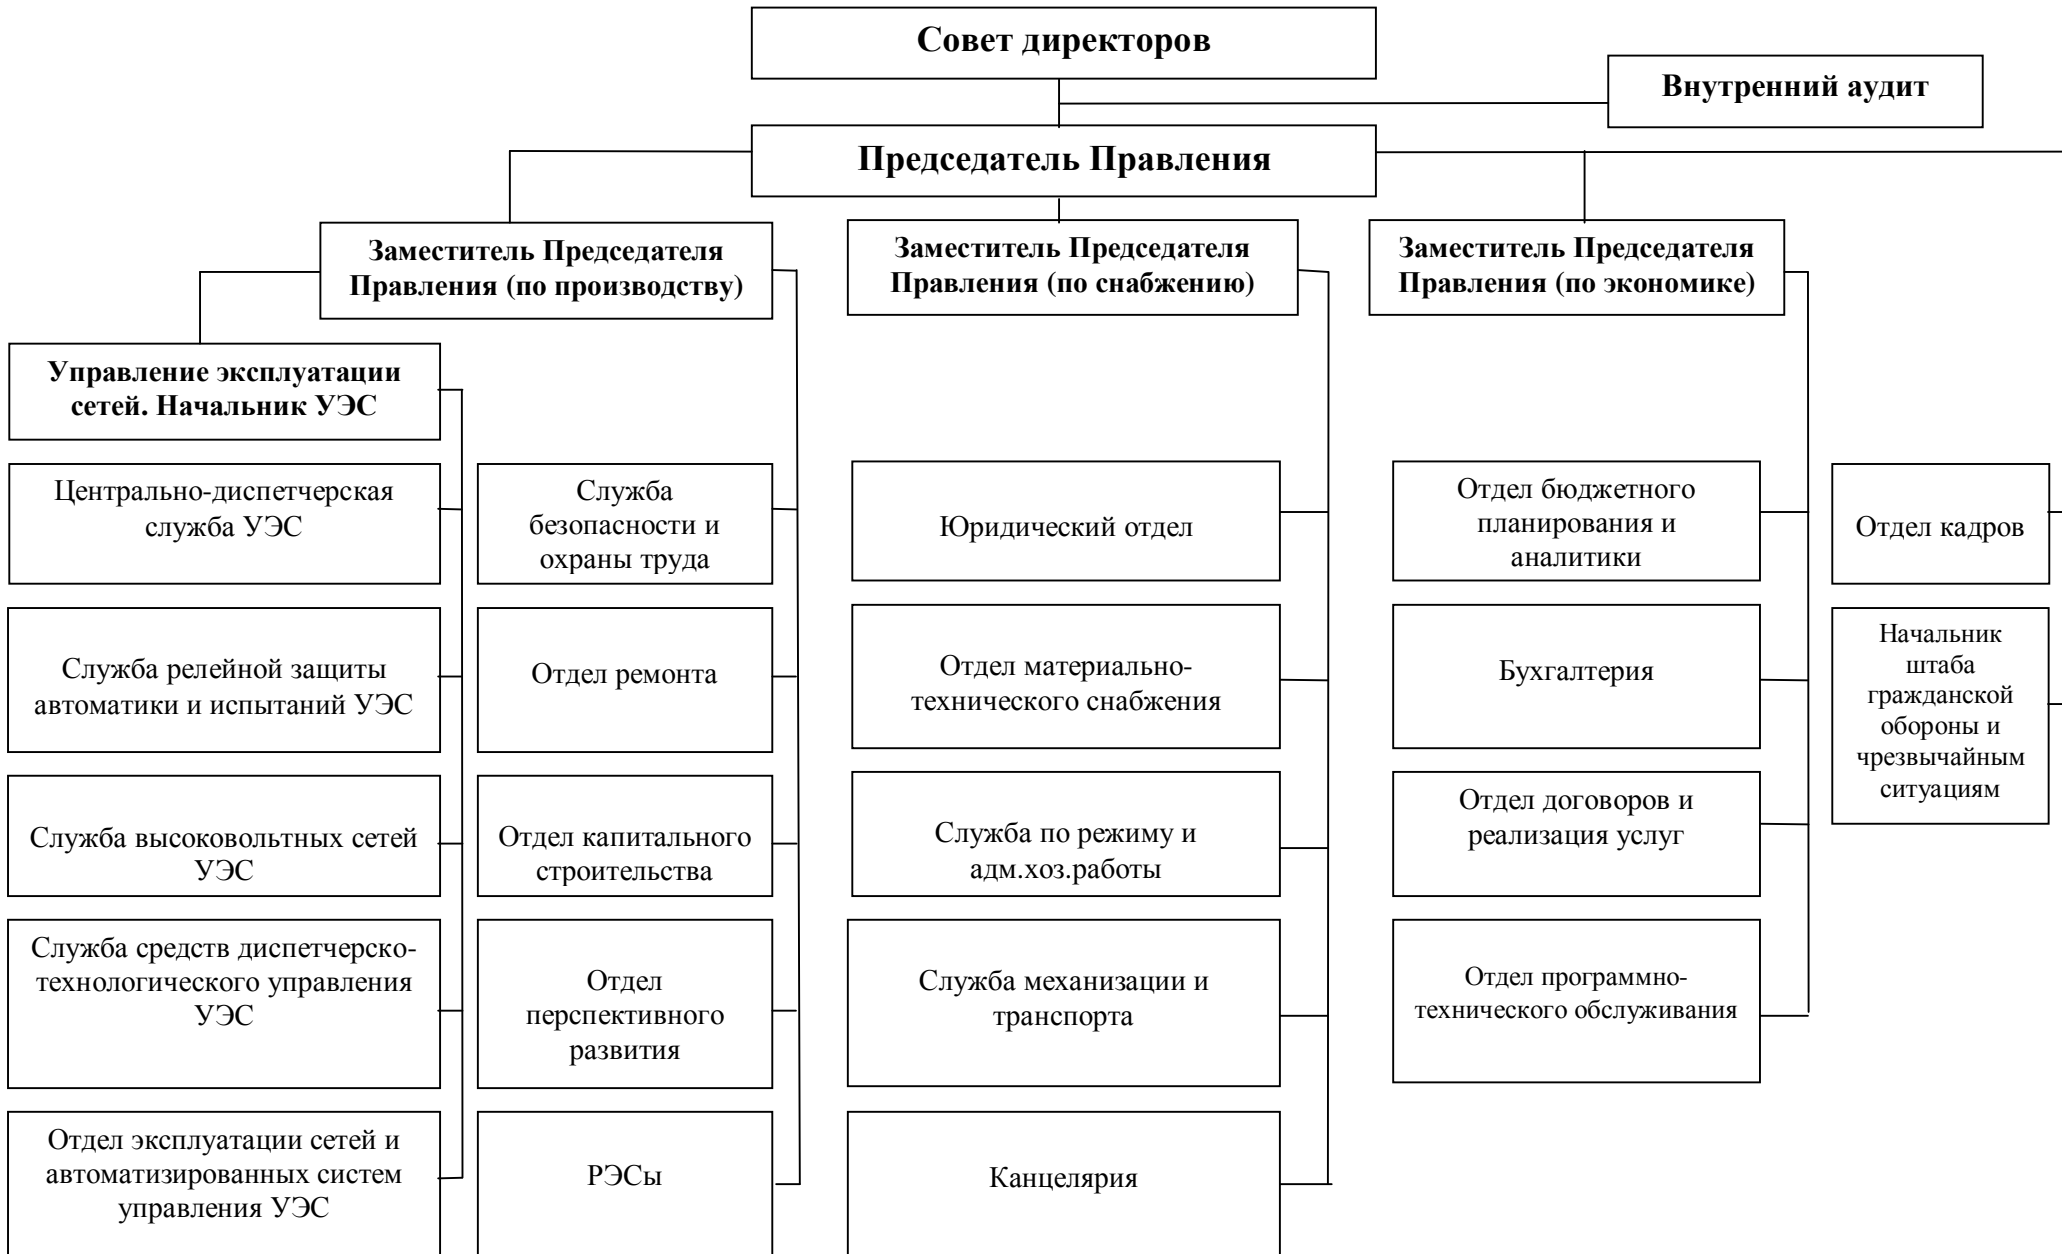 Совет директоров
Внутренний аудит
Председатель Правления
Заместитель Председателя
Правления (по производству)
Заместитель Председателя
Правления (по снабжению)
Заместитель Председателя
Правления (по экономике)
Управление эксплуатации
сетей. Начальник УЭС
Центрально-диспетчерская
служба УЭС
Служба
безопасности и
охраны труда
Юридический отдел
Отдел бюджетного
планирования и
аналитики
Отдел кадров
Служба релейной защиты
автоматики и испытаний УЭС
Отдел ремонта
Отдел материально-
технического снабжения
Бухгалтерия
Начальник
штаба
гражданской
обороны и
чрезвычайным
ситуациям
Служба высоковольтных сетей
УЭС
Отдел капитального
строительства
Служба по режиму и
адм.хоз.работы
Отдел договоров и
реализация услуг
Служба средств диспетчерско-
технологического управления
УЭС
Отдел
перспективного
развития
Служба механизации и
транспорта
Отдел программно-
технического обслуживания
Отдел эксплуатации сетей и
автоматизированных систем
управления УЭС
РЭСы
Канцелярия